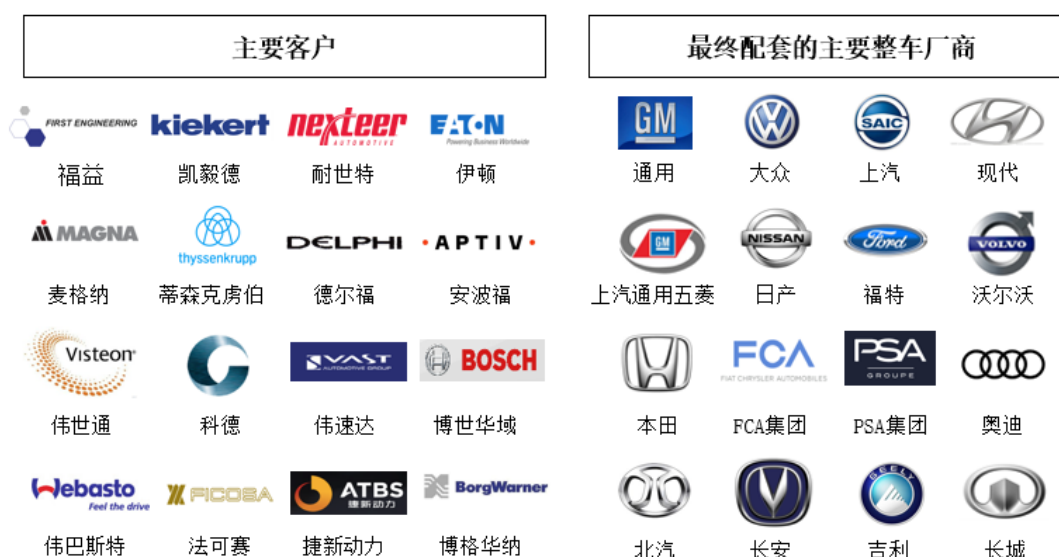 主要客户
最终配套的主要整车厂商
FIRST ENGINEERING
kiekert
nexteer
AUTOMOTIVE
EATON
Powering Business Worldwide
福益
凯毅德
耐世特
伊顿
GM
SAIC
通用
大众
上汽
现代
MAGNA
thyssenkrupp
DELPHI
• APTIV •
麦格纳
蒂森克虏伯
德尔福
安波福
GM
NISSAN
Ford
VOLVO
上汽通用五菱
日产
福特
沃尔沃
Visteon
VAST
AUTOMOTIVE GROUP
BOSCH
伟世通
科德
伟速达
博世华域
FCA
FIAT CHRYSLER AUTOMOBILES
PSA
GROUPE
本田
FCA集团
PSA集团
奥迪
Webasto
Feel the drive
FICOSA
ATBS
捷新动力
BorgWarner
伟巴斯特
法可赛
捷新动力
博格华纳
GEELY
北汽
长安
吉利
长城